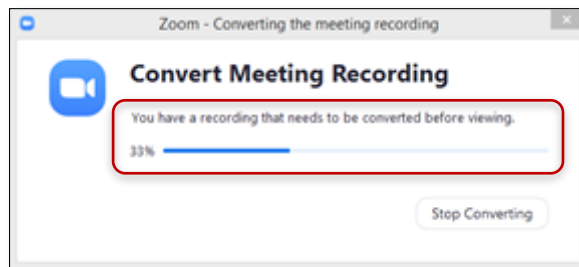 Zoom - Converting the meeting recording
Convert Meeting Recording
You have a recording that needs to be converted before viewing.
33%
Stop Converting